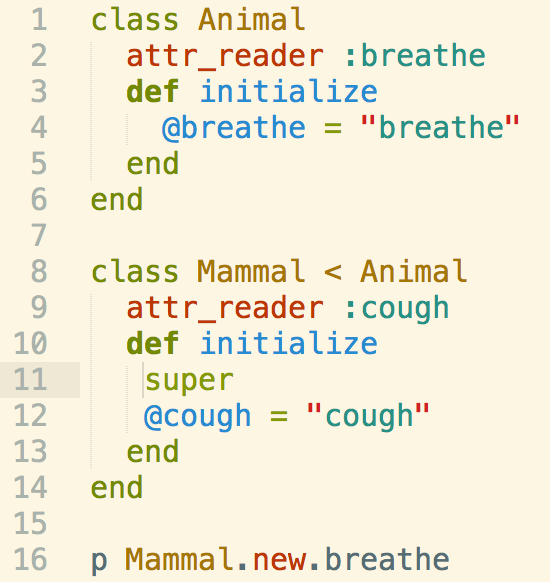 1 class Animal
2   attr_reader :breathe
3   def initialize
4     @breathe = "breathe"
5   end
6 end
7
8 class Mammal < Animal
9   attr_reader :cough
10   def initialize
11    super
12    @cough = "cough"
13   end
14 end
15
16 p Mammal.new.breathe